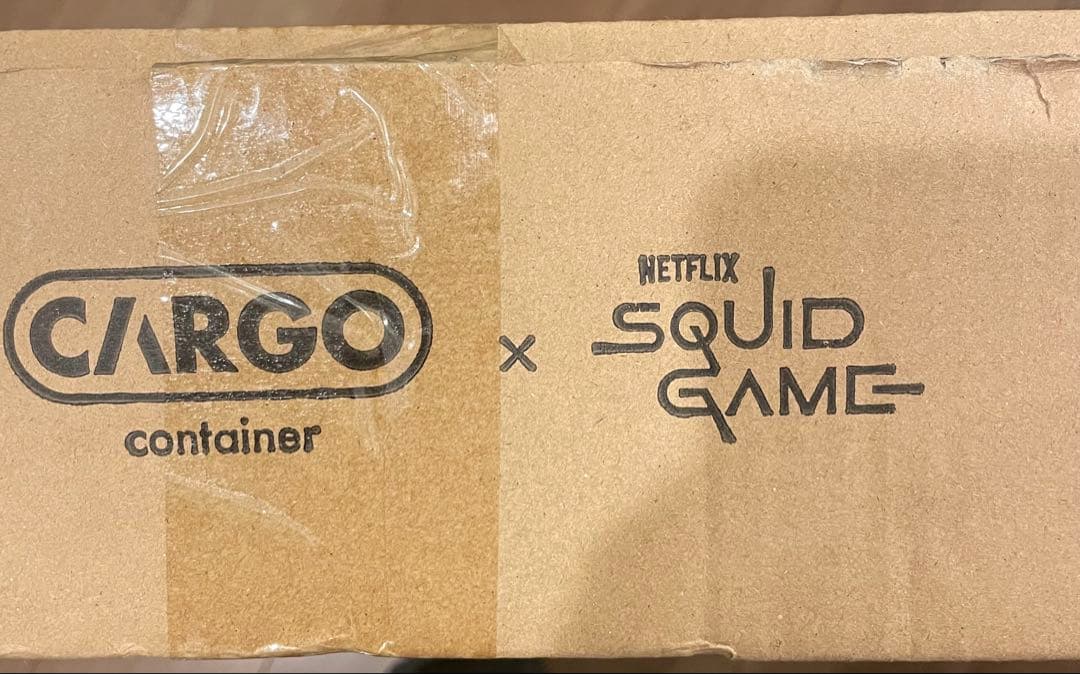 CARGO
container
×
NETFLIX
SQUID
GAME